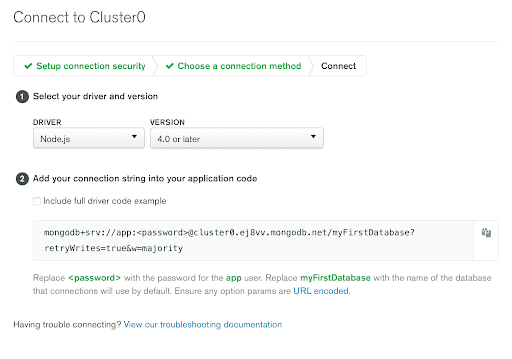 Connect to Cluster0
✔ Setup connection security ✔ Choose a connection method Connect
1 Select your driver and version
DRIVER VERSION
Node.js 4.0 or later
2 Add your connection string into your application code
Include full driver code example
mongodb+srv://app:<password>@cluster0.ej8vv.mongodb.net/myFirstDatabase?
retryWrites=true&w=majority
Replace <password> with the password for the app user. Replace myFirstDatabase with the name of the database
that connections will use by default. Ensure any option params are URL encoded.
Having trouble connecting? View our troubleshooting documentation